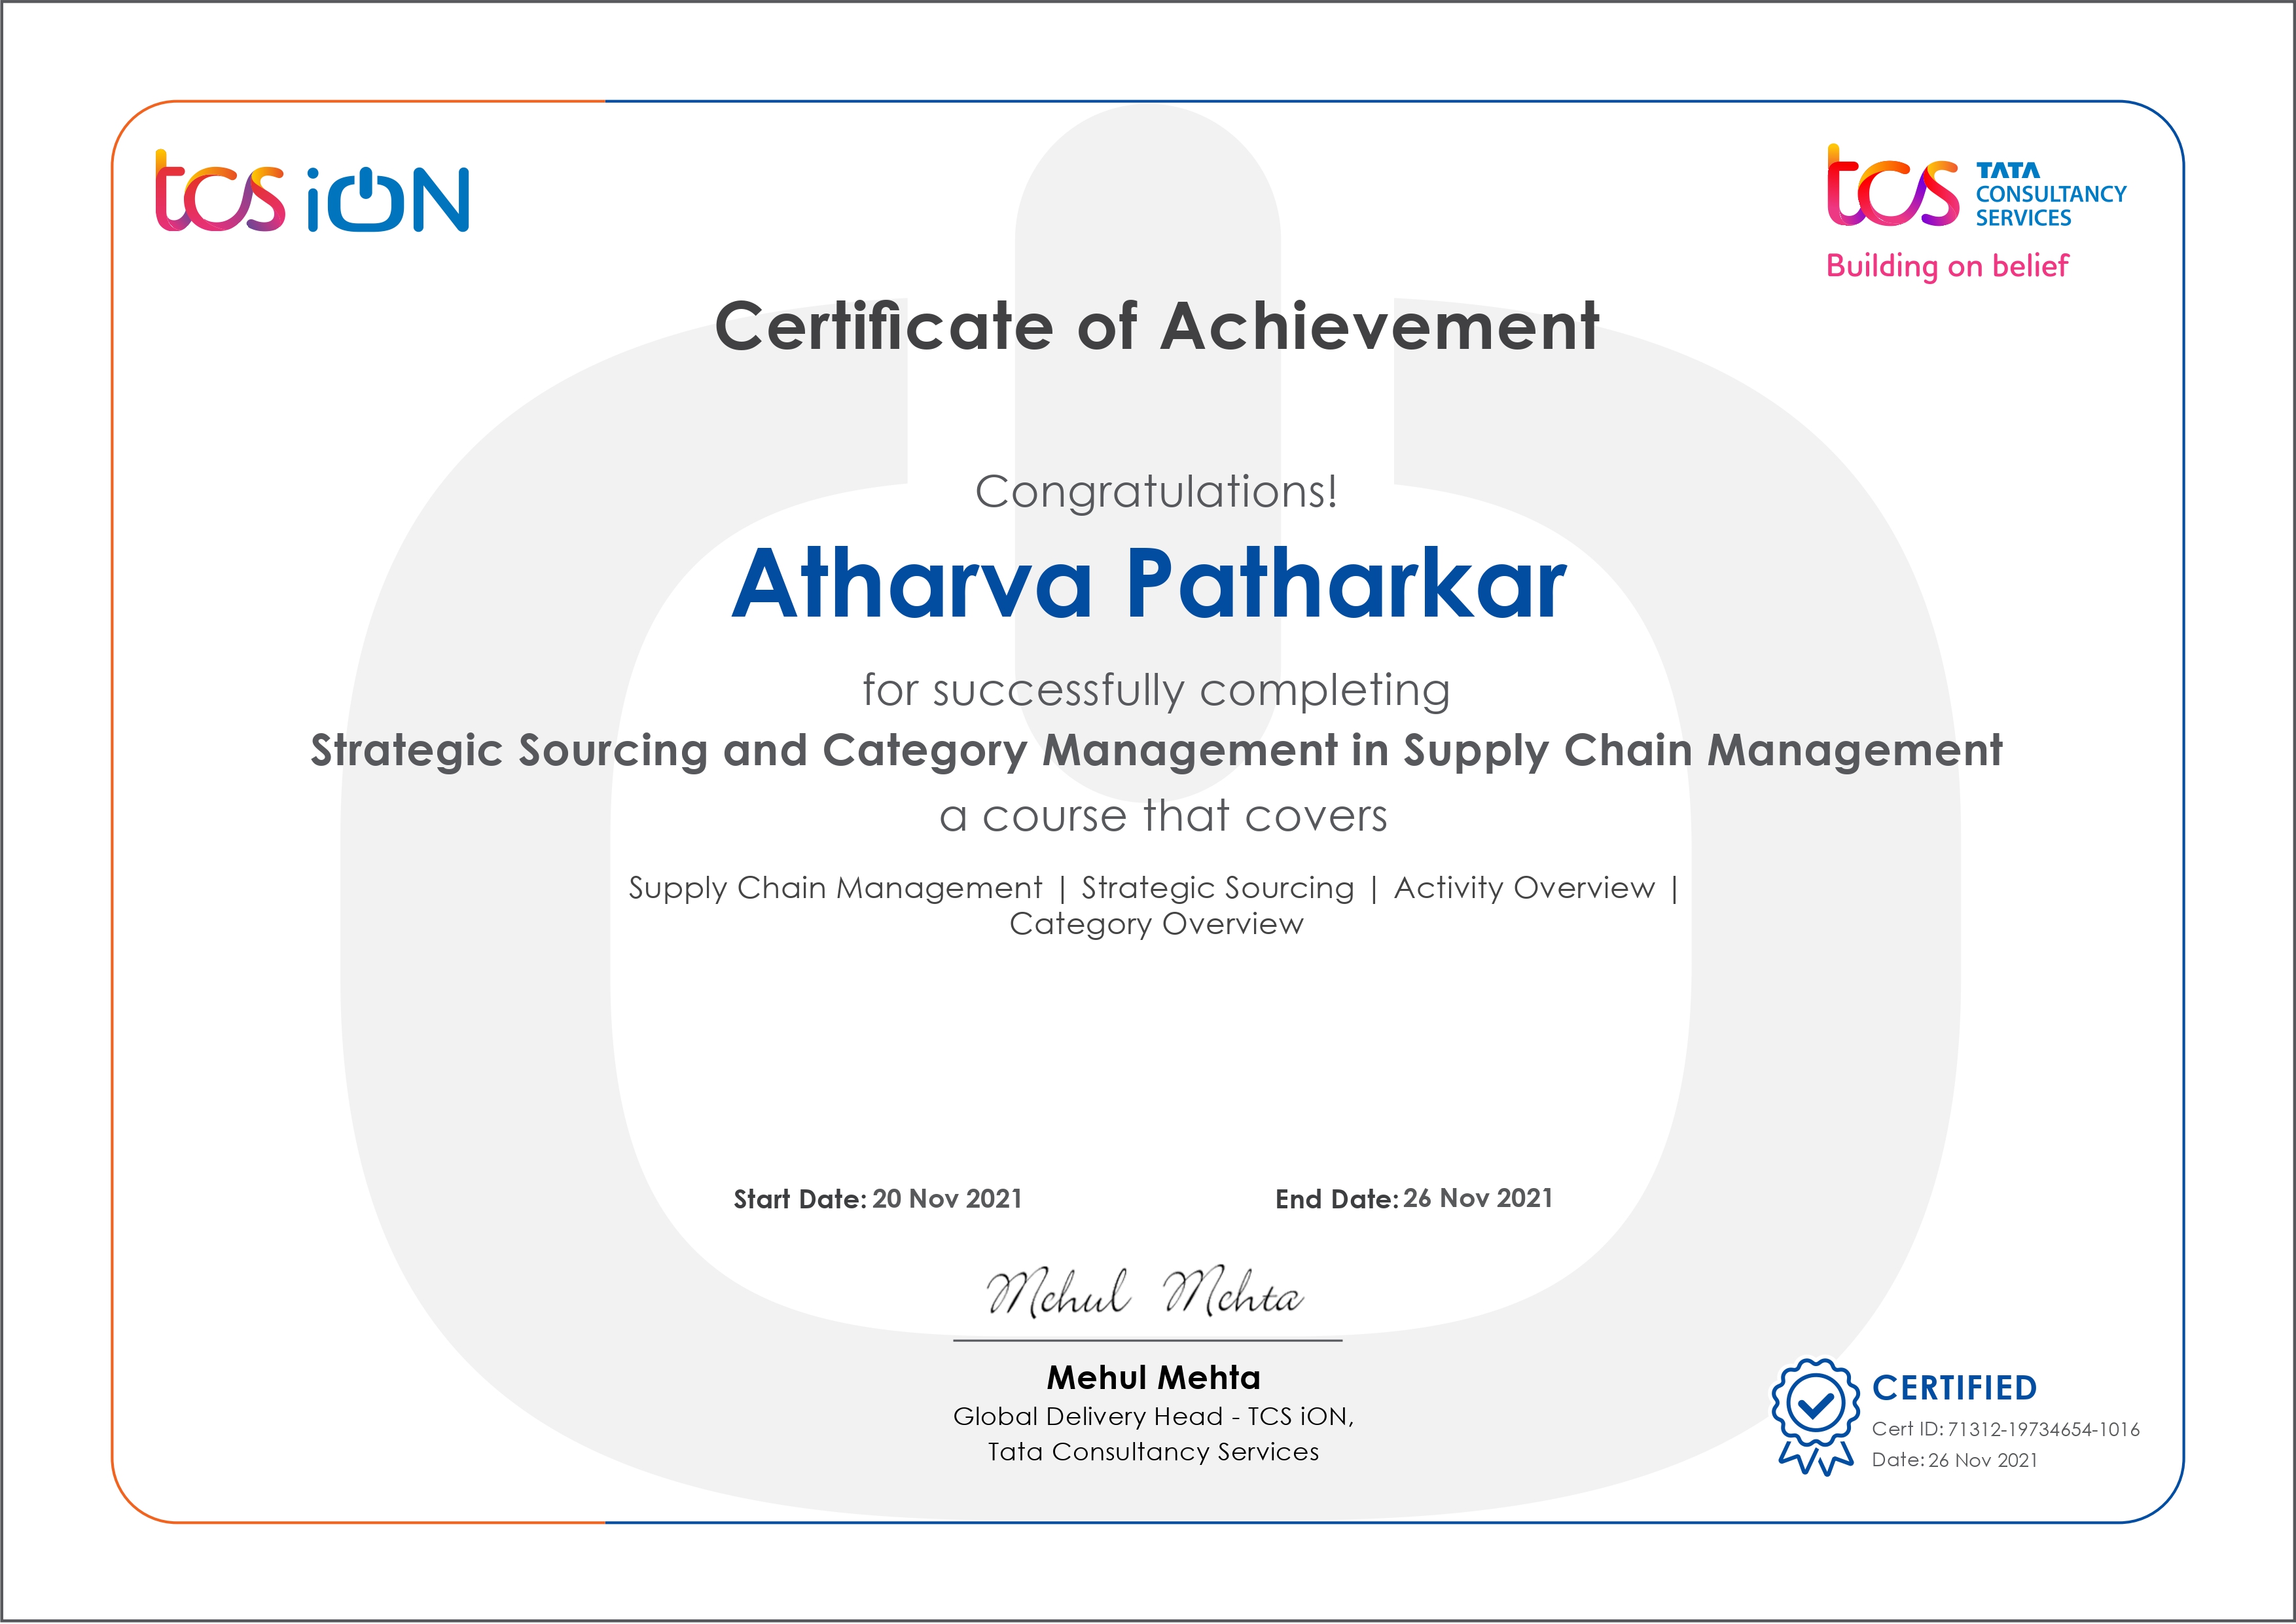 tcs iON
tcs TATA
CONSULTANCY
SERVICES
Building on belief
Certificate of Achievement
Congratulations!
Atharva Patharkar
for successfully completing
Strategic Sourcing and Category Management in Supply Chain Management
a course that covers
Supply Chain Management | Strategic Sourcing | Activity Overview |
Category Overview
Start Date: 20 Nov 2021 End Date: 26 Nov 2021
Mehul Mehta
Mehul Mehta
Global Delivery Head - TCS iON,
Tata Consultancy Services
CERTIFIED
Cert ID: 71312-19734654-1016
Date: 26 Nov 2021